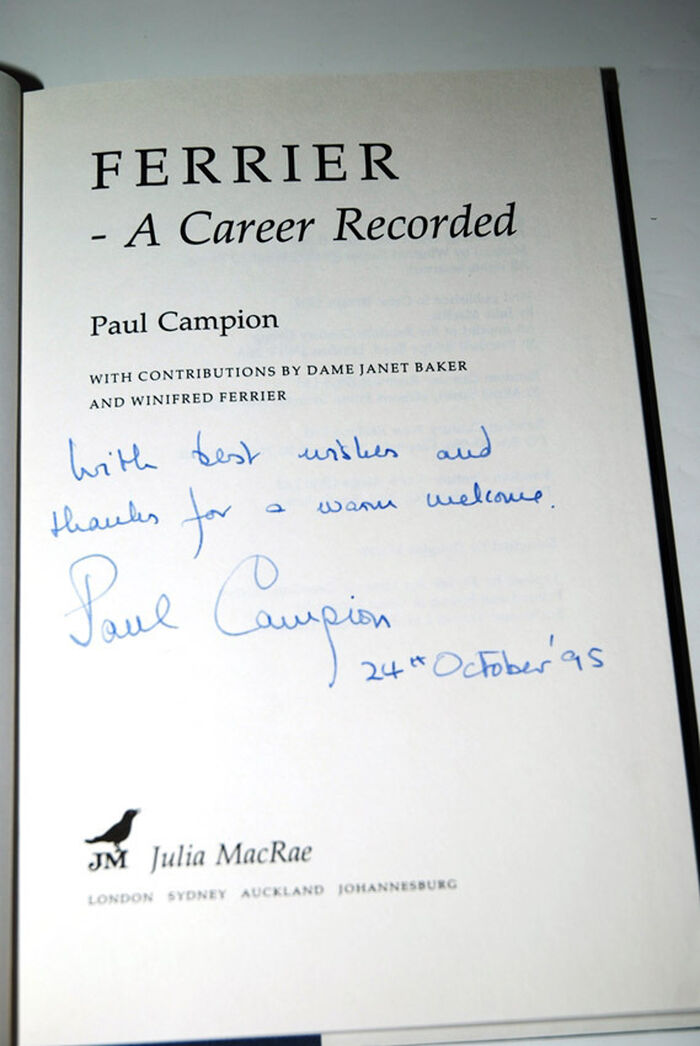 FERRIER
- A Career Recorded
Paul Campion
WITH CONTRIBUTIONS BY DAME JANET BAKER
AND WINIFRED FERRIER
With best wishes and
thanks for a warm welcome.
Paul Campion
24th October '95
JM Julia MacRae
LONDON SYDNEY AUCKLAND JOHANNESBURG